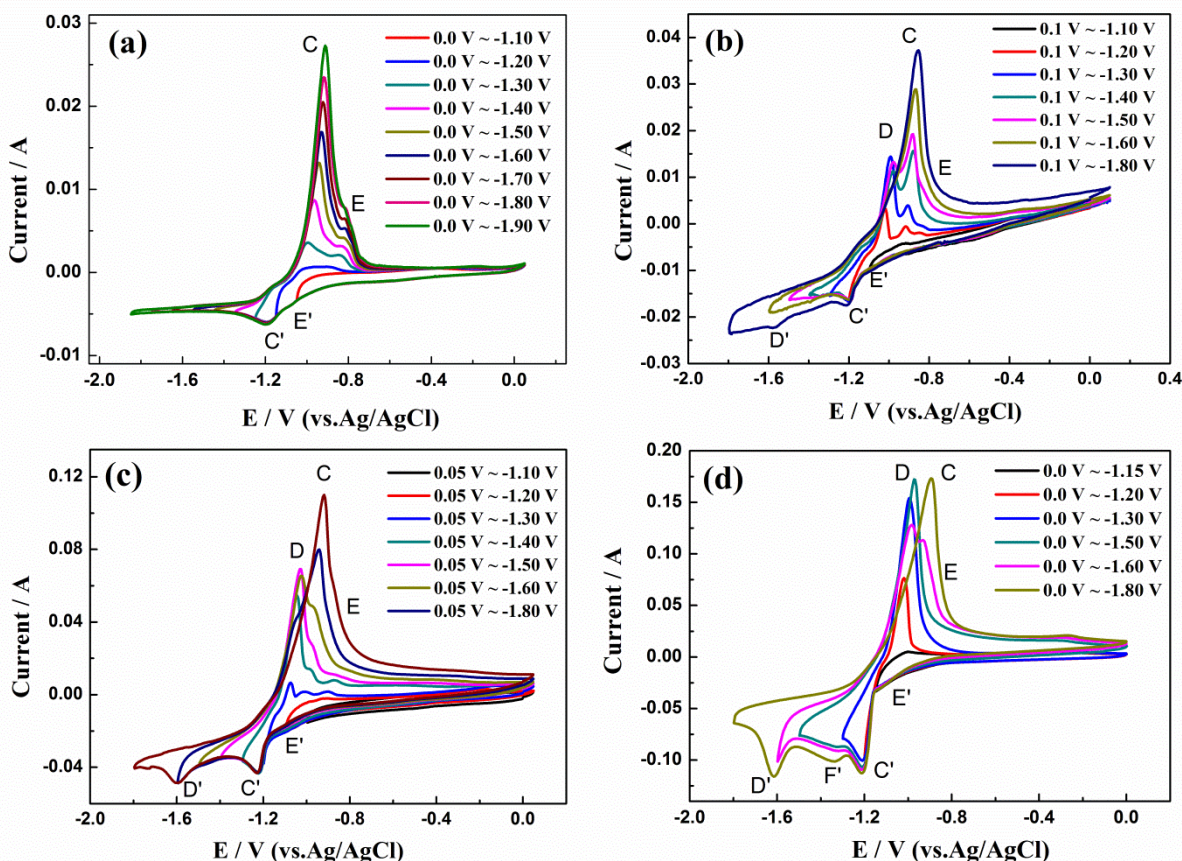 (a)
C
E
E'
C'
0.0 V ~ -1.10 V
0.0 V ~ -1.20 V
0.0 V ~ -1.30 V
0.0 V ~ -1.40 V
0.0 V ~ -1.50 V
0.0 V ~ -1.60 V
0.0 V ~ -1.70 V
0.0 V ~ -1.80 V
0.0 V ~ -1.90 V
0.03
0.02
0.01
0.00
-0.01
Current / A
-2.0 -1.6 -1.2 -0.8 -0.4 0.0
E / V (vs.Ag/AgCl)
(b)
C
D
E
E'
C'
D'
0.1 V ~ -1.10 V
0.1 V ~ -1.20 V
0.1 V ~ -1.30 V
0.1 V ~ -1.40 V
0.1 V ~ -1.50 V
0.1 V ~ -1.60 V
0.1 V ~ -1.80 V
0.04
0.03
0.02
0.01
0.00
-0.01
-0.02
-0.03
Current / A
-2.0 -1.6 -1.2 -0.8 -0.4 0.0 0.4
E / V (vs.Ag/AgCl)
(c)
C
D
E
E'
C'
D'
0.05 V ~ -1.10 V
0.05 V ~ -1.20 V
0.05 V ~ -1.30 V
0.05 V ~ -1.40 V
0.05 V ~ -1.50 V
0.05 V ~ -1.60 V
0.05 V ~ -1.80 V
0.12
0.08
0.04
0.00
-0.04
Current / A
-2.0 -1.6 -1.2 -0.8 -0.4 0.0
E / V (vs.Ag/AgCl)
(d)
D C
E
E'
C'
F'
D'
0.0 V ~ -1.15 V
0.0 V ~ -1.20 V
0.0 V ~ -1.30 V
0.0 V ~ -1.50 V
0.0 V ~ -1.60 V
0.0 V ~ -1.80 V
0.20
0.15
0.10
0.05
0.00
-0.05
-0.10
-0.15
Current / A
-2.0 -1.6 -1.2 -0.8 -0.4 0.0
E / V (vs.Ag/AgCl)